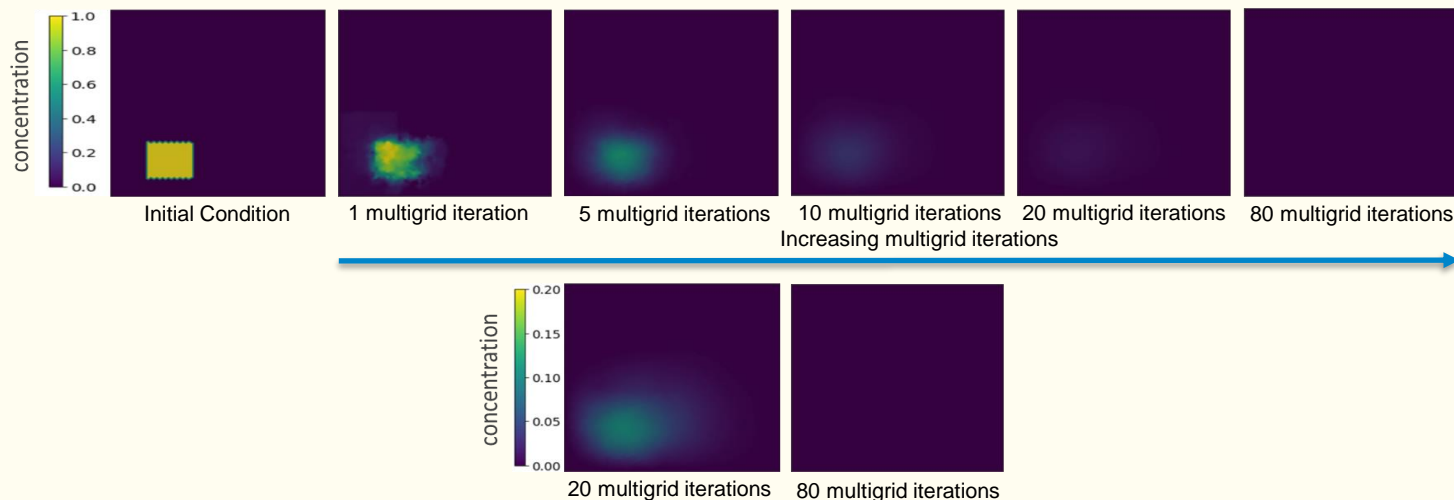 concentration
1.0
0.8
0.6
0.4
0.2
0.0
Initial Condition
1 multigrid iteration
5 multigrid iterations
10 multigrid iterations
20 multigrid iterations
80 multigrid iterations
Increasing multigrid iterations
concentration
0.20
0.15
0.10
0.05
0.00
20 multigrid iterations
80 multigrid iterations